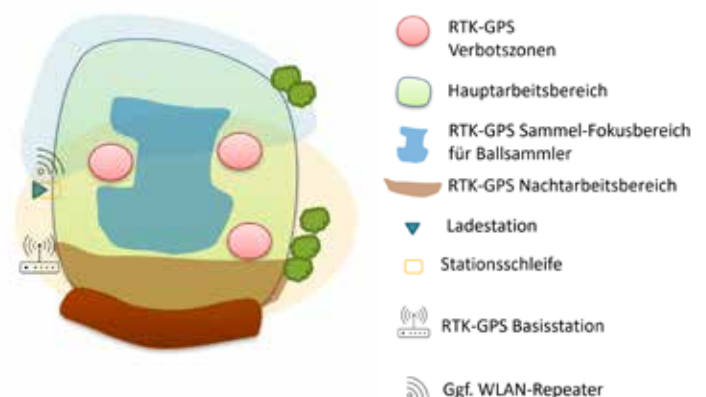 RTK-GPS
Verbotszonen
Hauptarbeitsbereich
RTK-GPS Sammel-Fokusbereich
für Ballsammler
RTK-GPS Nachtarbeitsbereich
Ladestation
Stationsschleife
RTK-GPS Basisstation
Ggf. WLAN-Repeater